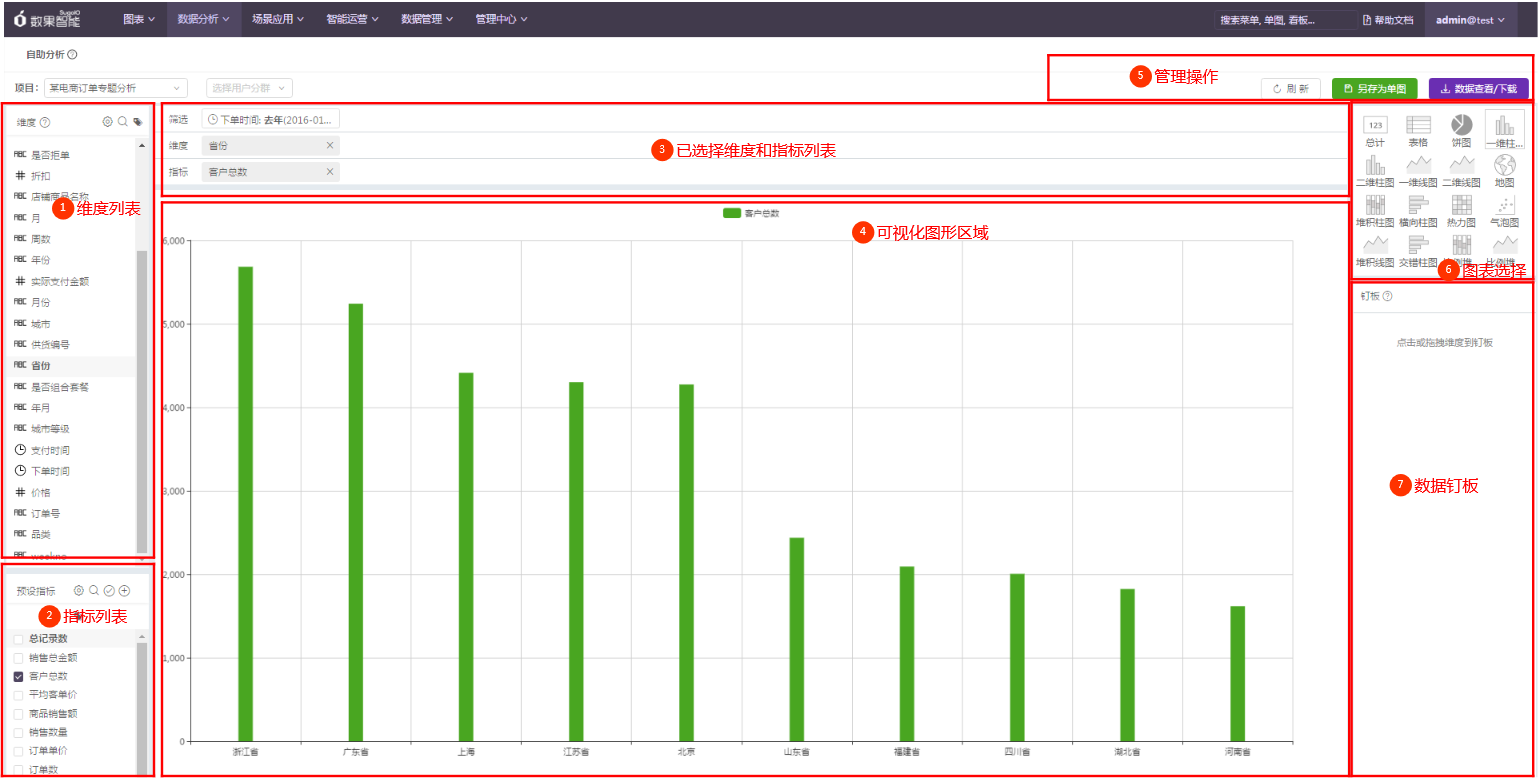 SugoIO
数果智能 图表 数据分析 场景应用 智能运营 数据管理 管理中心 搜索菜单, 单图, 看板... 帮助文档 admin@test
自助分析
5 管理操作
项目: 某电商订单专题分析 选择用户分群 刷新 另存为单图 数据查看/下载
维度
ABC 是否拒单
# 折扣
ABC 店铺商品名称
1 维度列表
ABC 月
ABC 周数
ABC 年份
# 实际支付金额
ABC 月份
ABC 城市
ABC 供货编号
ABC 省份
ABC 是否组合套餐
ABC 年月
ABC 城市等级
支付时间
下单时间
# 价格
ABC 订单号
ABC 品类
ABC weekno
预设指标
2 指标列表
总记录数
销售总金额
客户总数
平均客单价
商品销售额
销售数量
订单单价
订单数
筛选 下单时间: 去年(2016-01...
维度 省份 ×
指标 客户总数 ×
3 已选择维度和指标列表
客户总数
4 可视化图形区域
6,000
5,000
4,000
3,000
2,000
1,000
0
浙江省 广东省 上海 江苏省 北京 山东省 福建省 四川省 湖北省 河南省
123
总计 表格 饼图 一维柱...
二维柱图 一维线图 二维线图 地图
堆积柱图 横向柱图 热力图 气泡图
堆积线图 交错柱图
6 图表选择
钉板
点击或拖拽维度到钉板
7 数据钉板